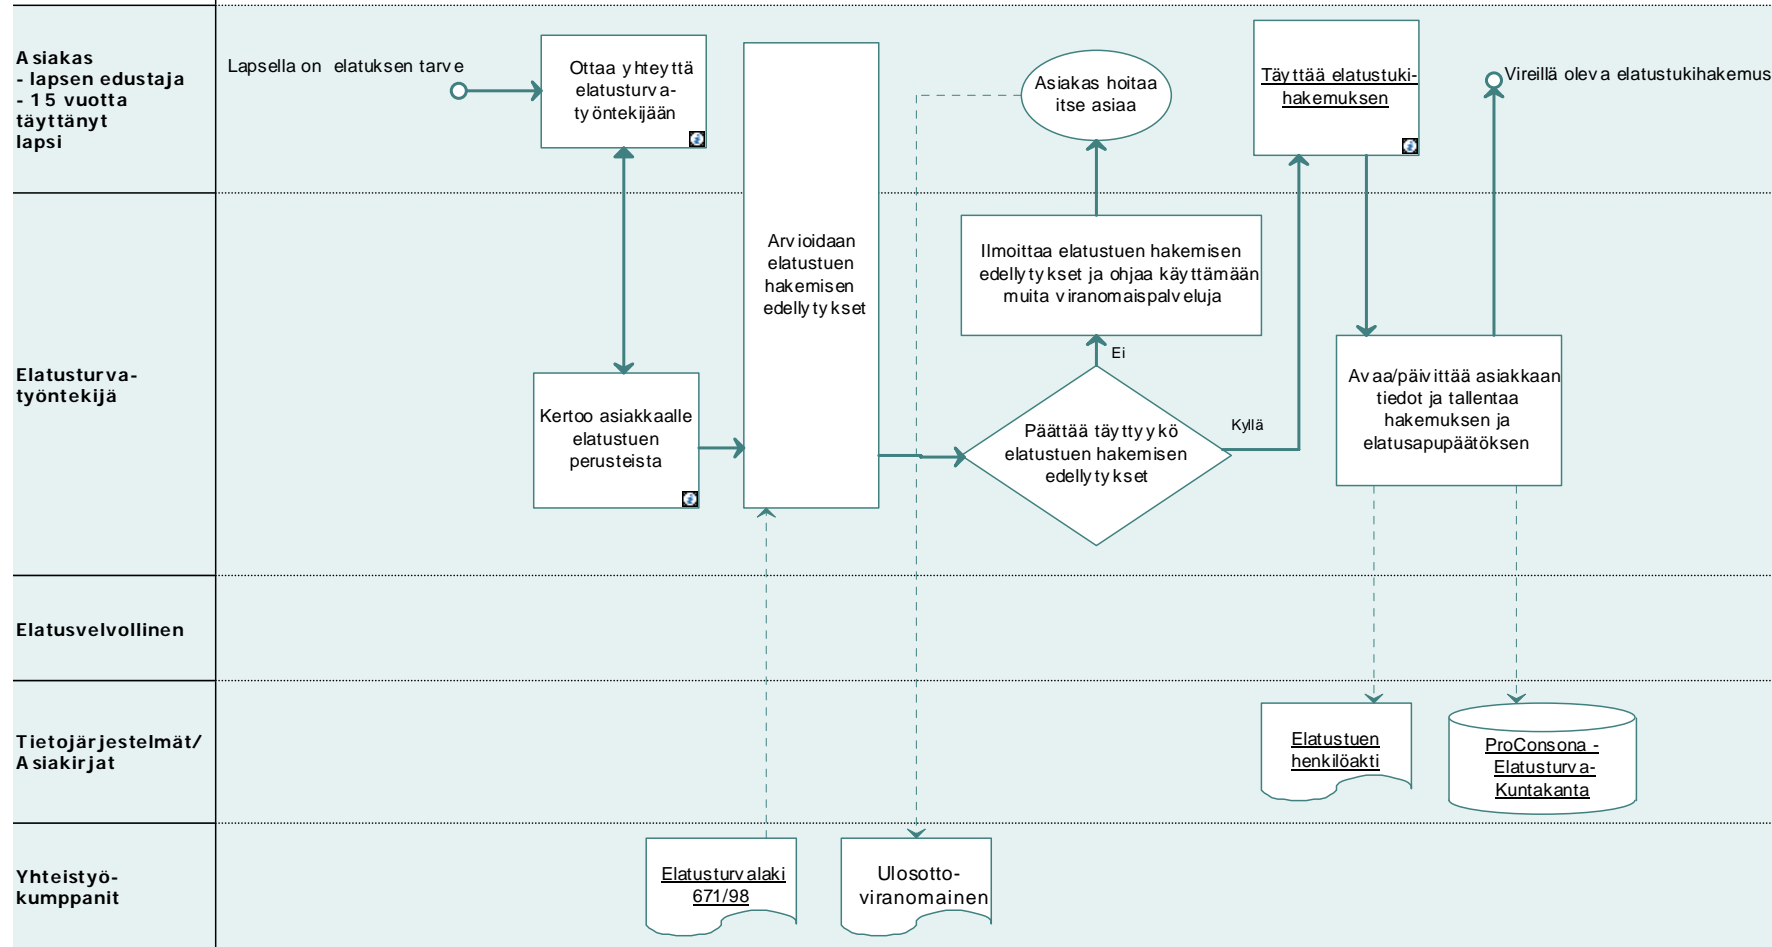 Asiakas
- lapsen edustaja
- 15 vuotta
täyttänyt
lapsi
Lapsella on elatuksen tarve
Ottaa yhteyttä
elatusturva-
työntekijään
Asiakas hoitaa
itse asiaa
Täyttää elatustuki-
hakemuksen
Vireillä oleva elatustukihakemus
Elatusturva-
työntekijä
Kertoo asiakkaalle
elatustuen
perusteista
Arvioidaan
elatustuen
hakemisen
edellytykset
Ilmoittaa elatustuen hakemisen
edellytykset ja ohjaa käyttämään
muita viranomaispalveluja
Ei
Päättää täyttyykö
elatustuen hakemisen
edellytykset
Kyllä
Avaa/päivittää asiakkaan
tiedot ja tallentaa
hakemuksen ja
elatusapupäätöksen
Elatusvelvollinen
Tietojärjestelmät/
Asiakirjat
Elatustuen
henkilöakti
ProConsona -
Elatusturva-
Kuntakanta
Yhteistyö-
kumppanit
Elatusturvalaki
671/98
Ulosotto-
viranomainen